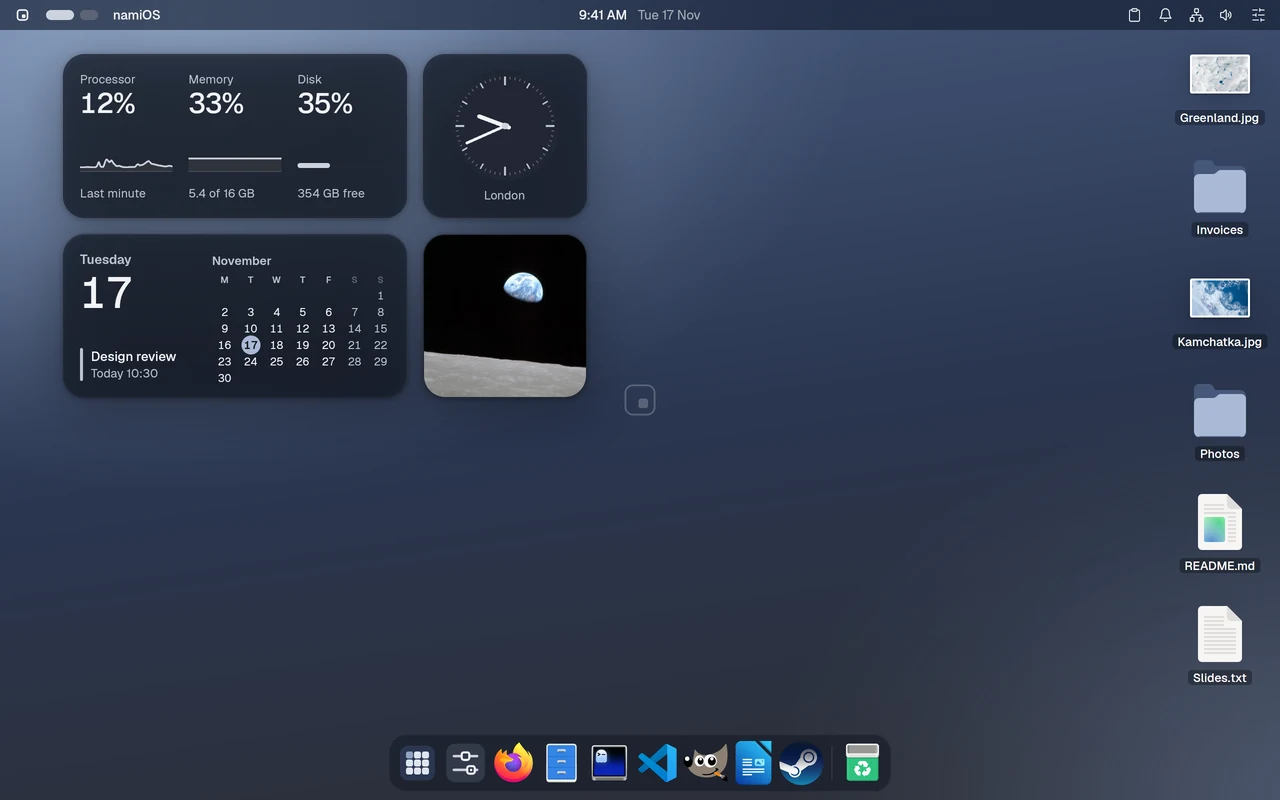 namiOS
9:41 AM Tue 17 Nov
Processor Memory Disk
12% 33% 35%
Last minute 5.4 of 16 GB 354 GB free
London
Tuesday
17
Design review
Today 10:30
November
M T W T F S S
1
2 3 4 5 6 7 8
9 10 11 12 13 14 15
16 17 18 19 20 21 22
23 24 25 26 27 28 29
30
Greenland.jpg
Invoices
Kamchatka.jpg
Photos
README.md
Slides.txt